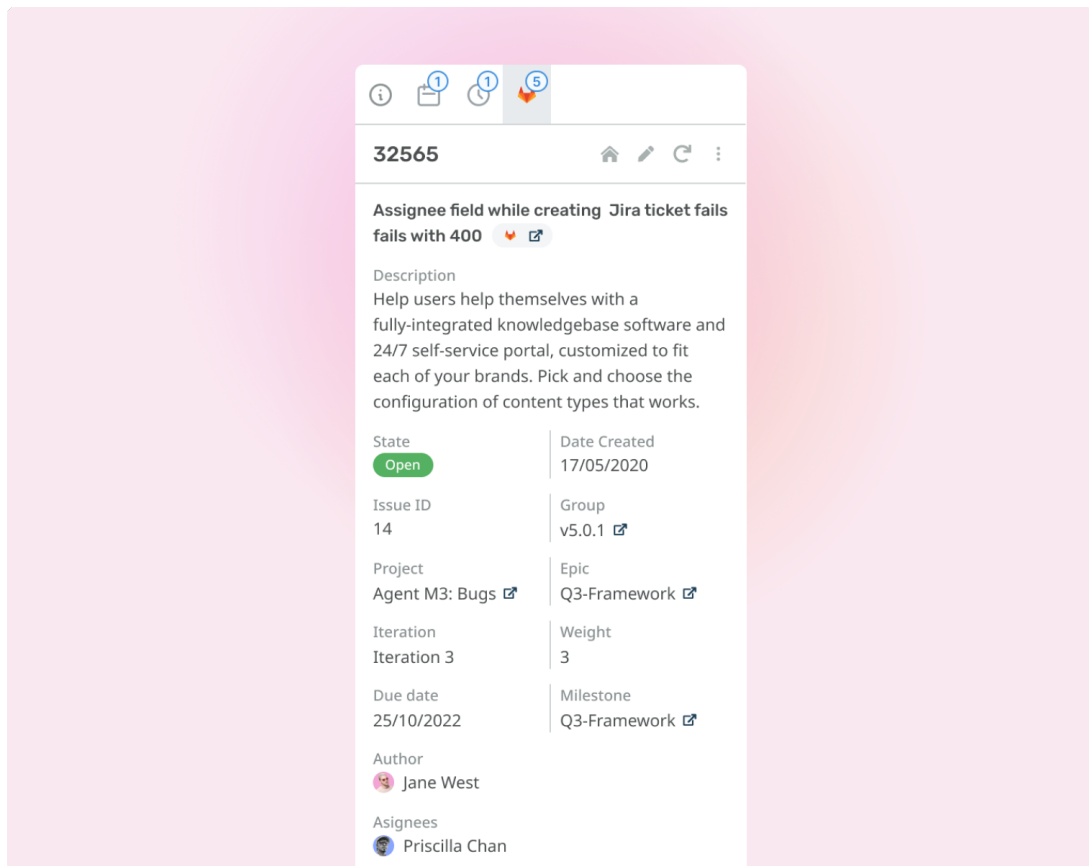 1 1 5
32565
Assignee field while creating  Jira ticket fails
fails with 400
Description
Help users help themselves with a
fully-integrated knowledgebase software and
24/7 self-service portal, customized to fit
each of your brands. Pick and choose the
configuration of content types that works.
State
Open
Date Created
17/05/2020
Issue ID
14
Group
v5.0.1
Project
Agent M3: Bugs
Epic
Q3-Framework
Iteration
Iteration 3
Weight
3
Due date
25/10/2022
Milestone
Q3-Framework
Author
Jane West
Asignees
Priscilla Chan